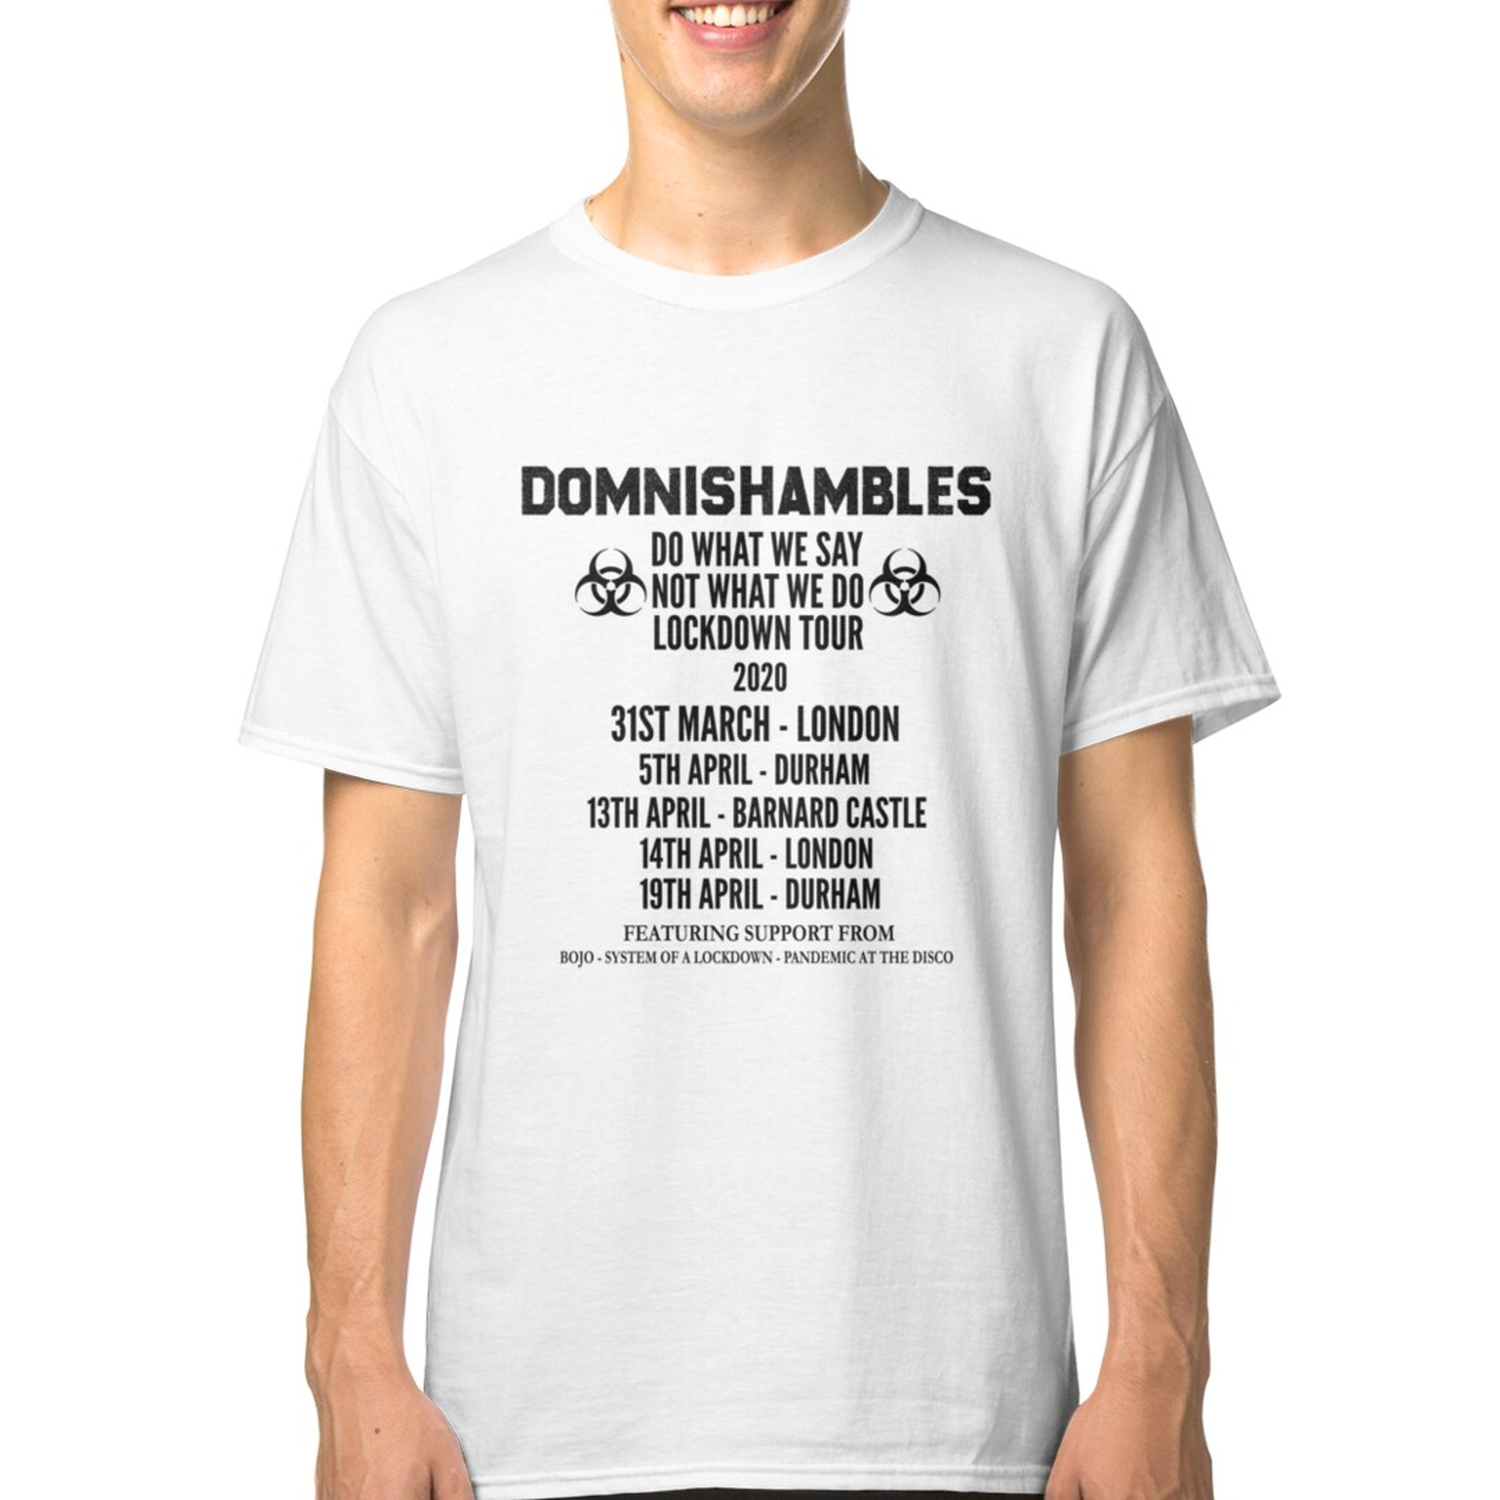 DOMNISHAMBLES
DO WHAT WE SAY
NOT WHAT WE DO
LOCKDOWN TOUR
2020
31ST MARCH - LONDON
5TH APRIL - DURHAM
13TH APRIL - BARNARD CASTLE
14TH APRIL - LONDON
19TH APRIL - DURHAM
FEATURING SUPPORT FROM
BOJO - SYSTEM OF A LOCKDOWN - PANDEMIC AT THE DISCO